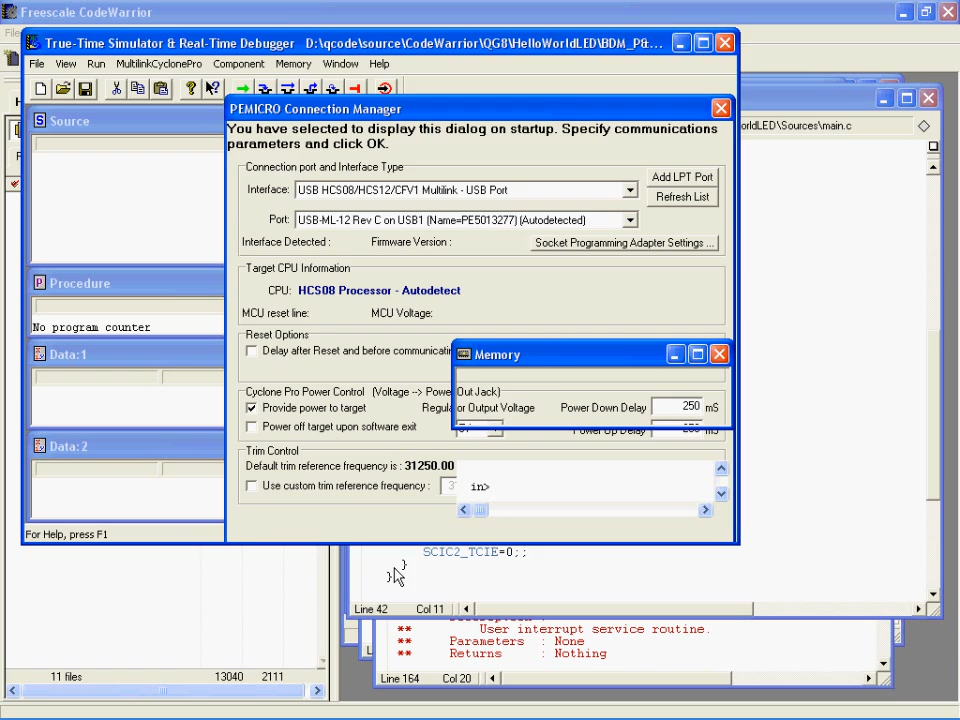 Freescale CodeWarrior
True-Time Simulator & Real-Time Debugger D:\qcode\source\CodeWarrior\QG8\HelloWorldLED\BDM_P&...
File View Run MultilinkCyclonePro Component Memory Window Help
PEMICRO Connection Manager
You have selected to display this dialog on startup. Specify communications
parameters and click OK.
Connection port and Interface Type
Interface: USB HCS08/HCS12/CFV1 Multilink - USB Port
Add LPT Port
Refresh List
Port: USB-ML-12 Rev C on USB1 (Name=PE5013277) (Autodetected)
Interface Detected : Firmware Version : Socket Programming Adapter Settings ...
Target CPU Information
CPU: HCS08 Processor - Autodetect
MCU reset line: MCU Voltage:
Reset Options
Delay after Reset and before communicatin
Cyclone Pro Power Control (Voltage --> Power Out Jack)
Provide power to target Regulator Output Voltage Power Down Delay 250 mS
Power off target upon software exit Power Up Delay 250 mS
Trim Control
Default trim reference frequency is : 31250.00
Use custom trim reference frequency :
Memory
in>
Source
Procedure
No program counter
Data:1
Data:2
For Help, press F1
orldLED\Sources\main.c
SCIC2_TCIE=0;;
}
}
Line 42 Col 11
** User interrupt service routine.
** Parameters : None
** Returns : Nothing
Line 164 Col 20
11 files 13040 2111